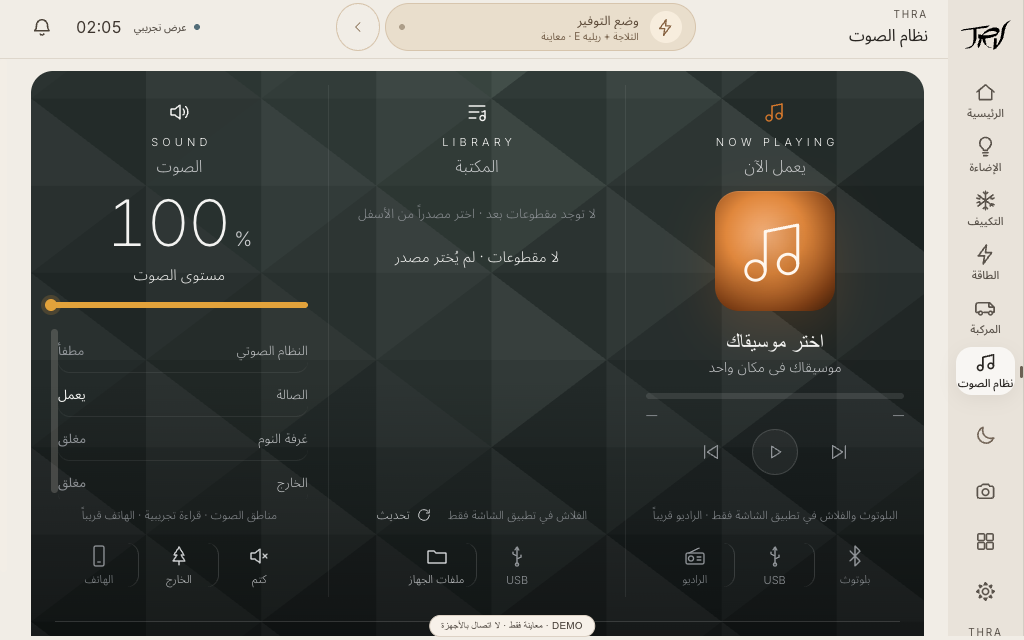 THRA
نظام الصوت
وضع التوفير
الثلاجة + ريليه E · معاينة
عرض تجريبي
02:05
الرئيسية
الإضاءة
التكييف
الطاقة
المركبة
نظام الصوت
THRA
NOW PLAYING
يعمل الآن
اختر موسيقاك
موسيقاك في مكان واحد
—
—
البلوتوث والفلاش في تطبيق الشاشة فقط · الراديو قريباً
بلوتوث
USB
الراديو
LIBRARY
المكتبة
لا توجد مقطوعات بعد · اختر مصدراً من الأسفل
لا مقطوعات · لم يُختر مصدر
الفلاش في تطبيق الشاشة فقط
تحديث
USB
ملفات الجهاز
SOUND
الصوت
100 %
مستوى الصوت
النظام الصوتي مطفأ
الصالة يعمل
غرفة النوم مغلق
الخارج مغلق
مناطق الصوت · قراءة تجريبية · الهاتف قريباً
كتم
الخارج
الهاتف
DEMO · معاينة فقط · لا اتصال بالأجهزة